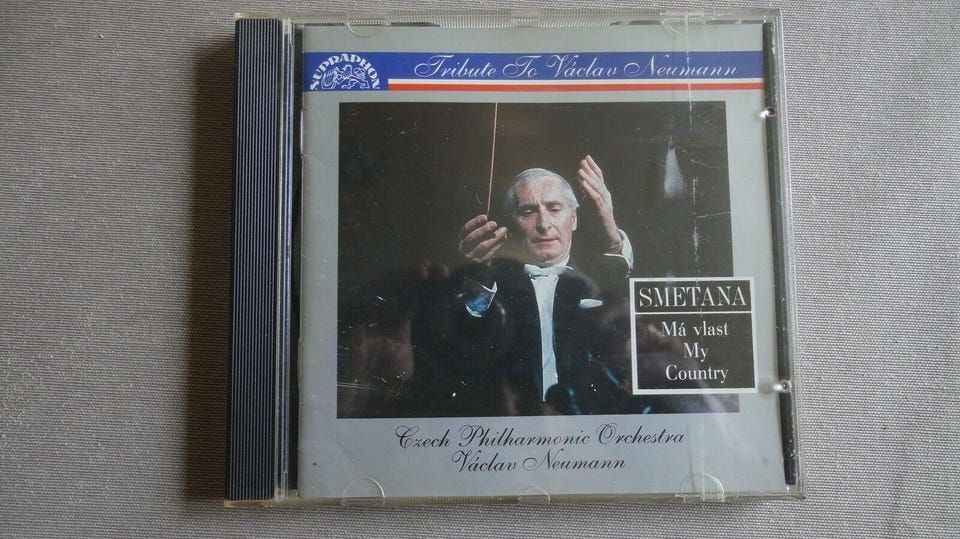 SUPRAPHON
Tribute To Václav Neumann
SMETANA
Má vlast
My
Country
Czech Philharmonic Orchestra
Václav Neumann